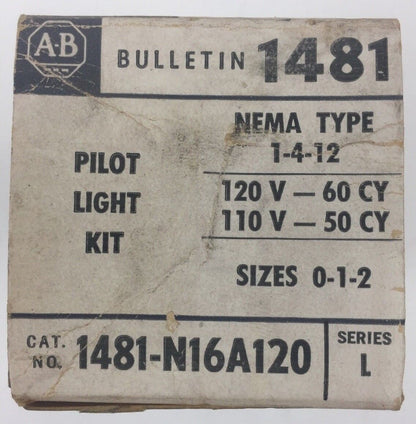 A-B BULLETIN 1481
PILOT
LIGHT
KIT
NEMA TYPE
1-4-12
120 V — 60 CY
110 V — 50 CY
SIZES 0-1-2
CAT.
NO. 1481-N16A120
SERIES
L